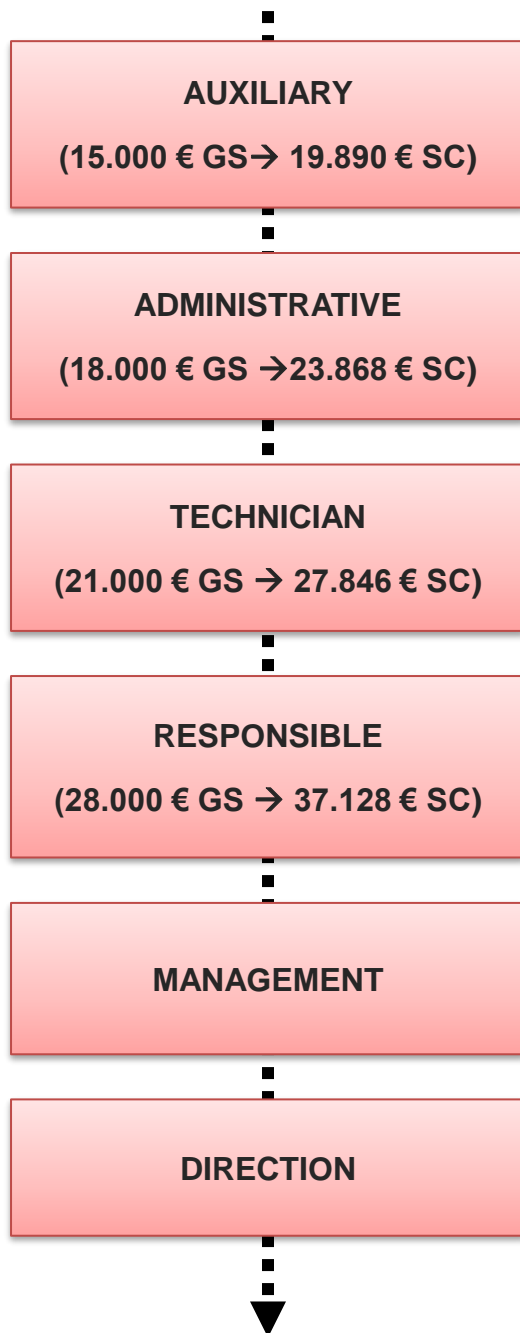 AUXILIARY
(15.000 € GS→ 19.890 € SC)
ADMINISTRATIVE
(18.000 € GS →23.868 € SC)
TECHNICIAN
(21.000 € GS → 27.846 € SC)
RESPONSIBLE
(28.000 € GS → 37.128 € SC)
MANAGEMENT
DIRECTION